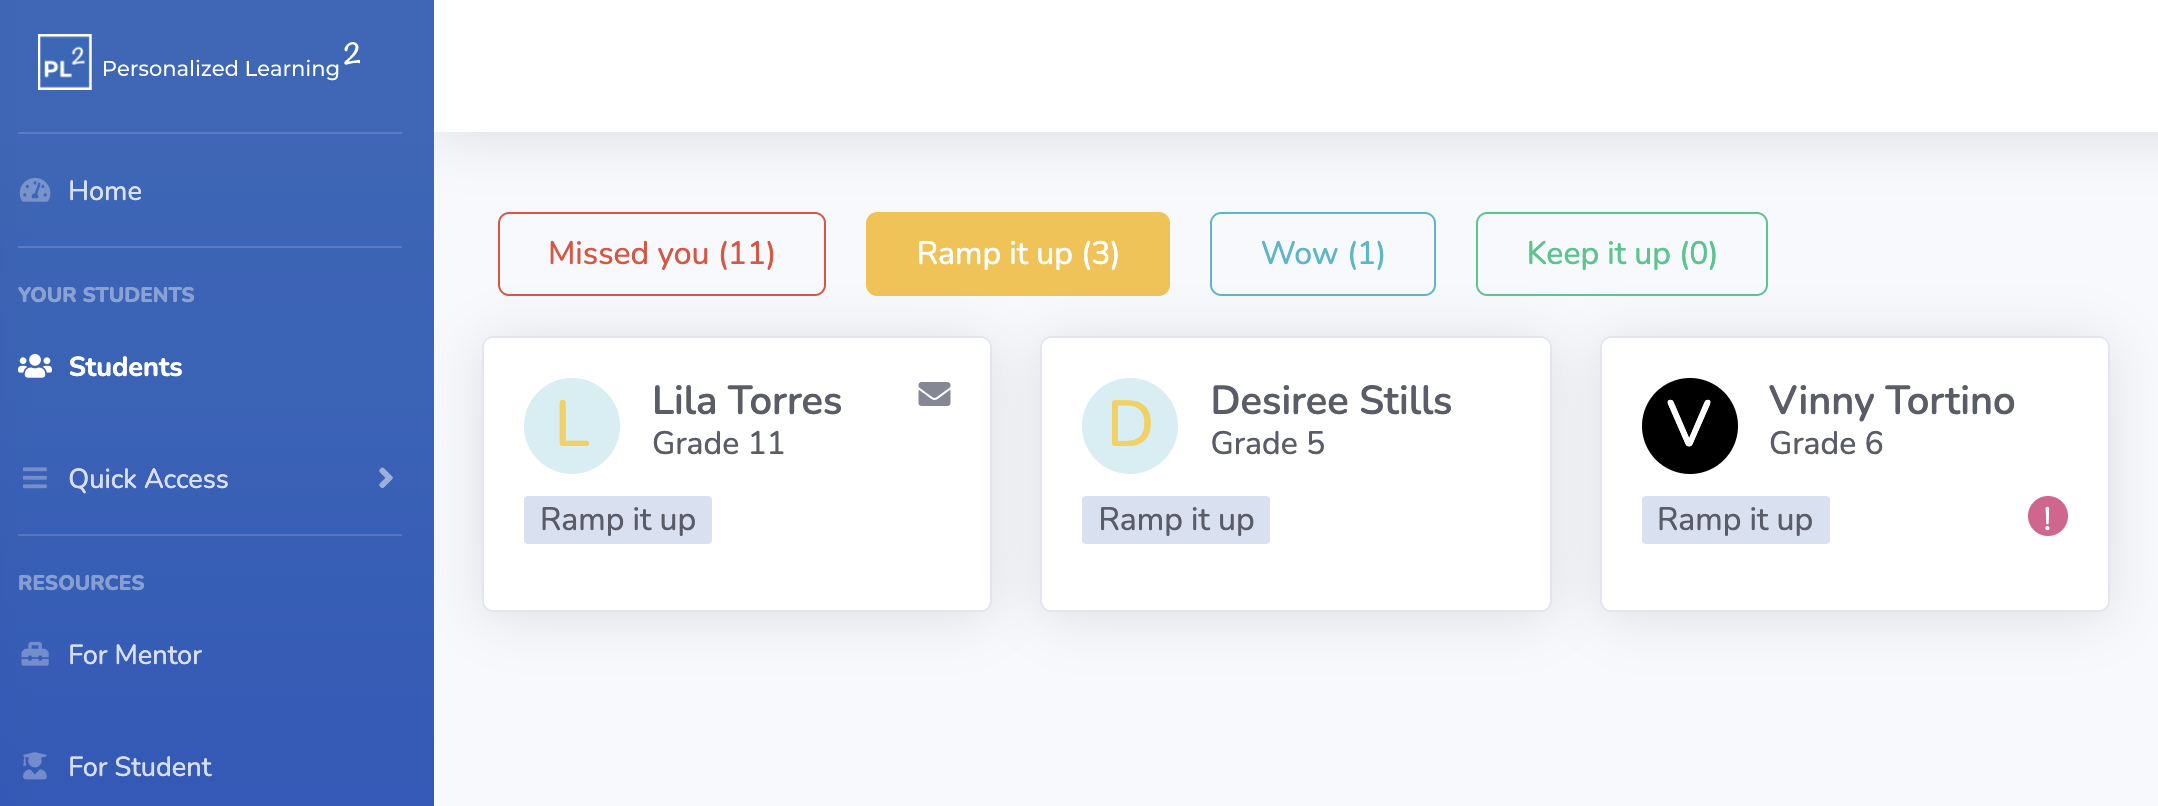 PL2 Personalized Learning2
Home
YOUR STUDENTS
Students
Quick Access
RESOURCES
For Mentor
For Student
Missed you (11)
Ramp it up (3)
Wow (1)
Keep it up (0)
L
Lila Torres
Grade 11
Ramp it up
D
Desiree Stills
Grade 5
Ramp it up
V
Vinny Tortino
Grade 6
Ramp it up
!